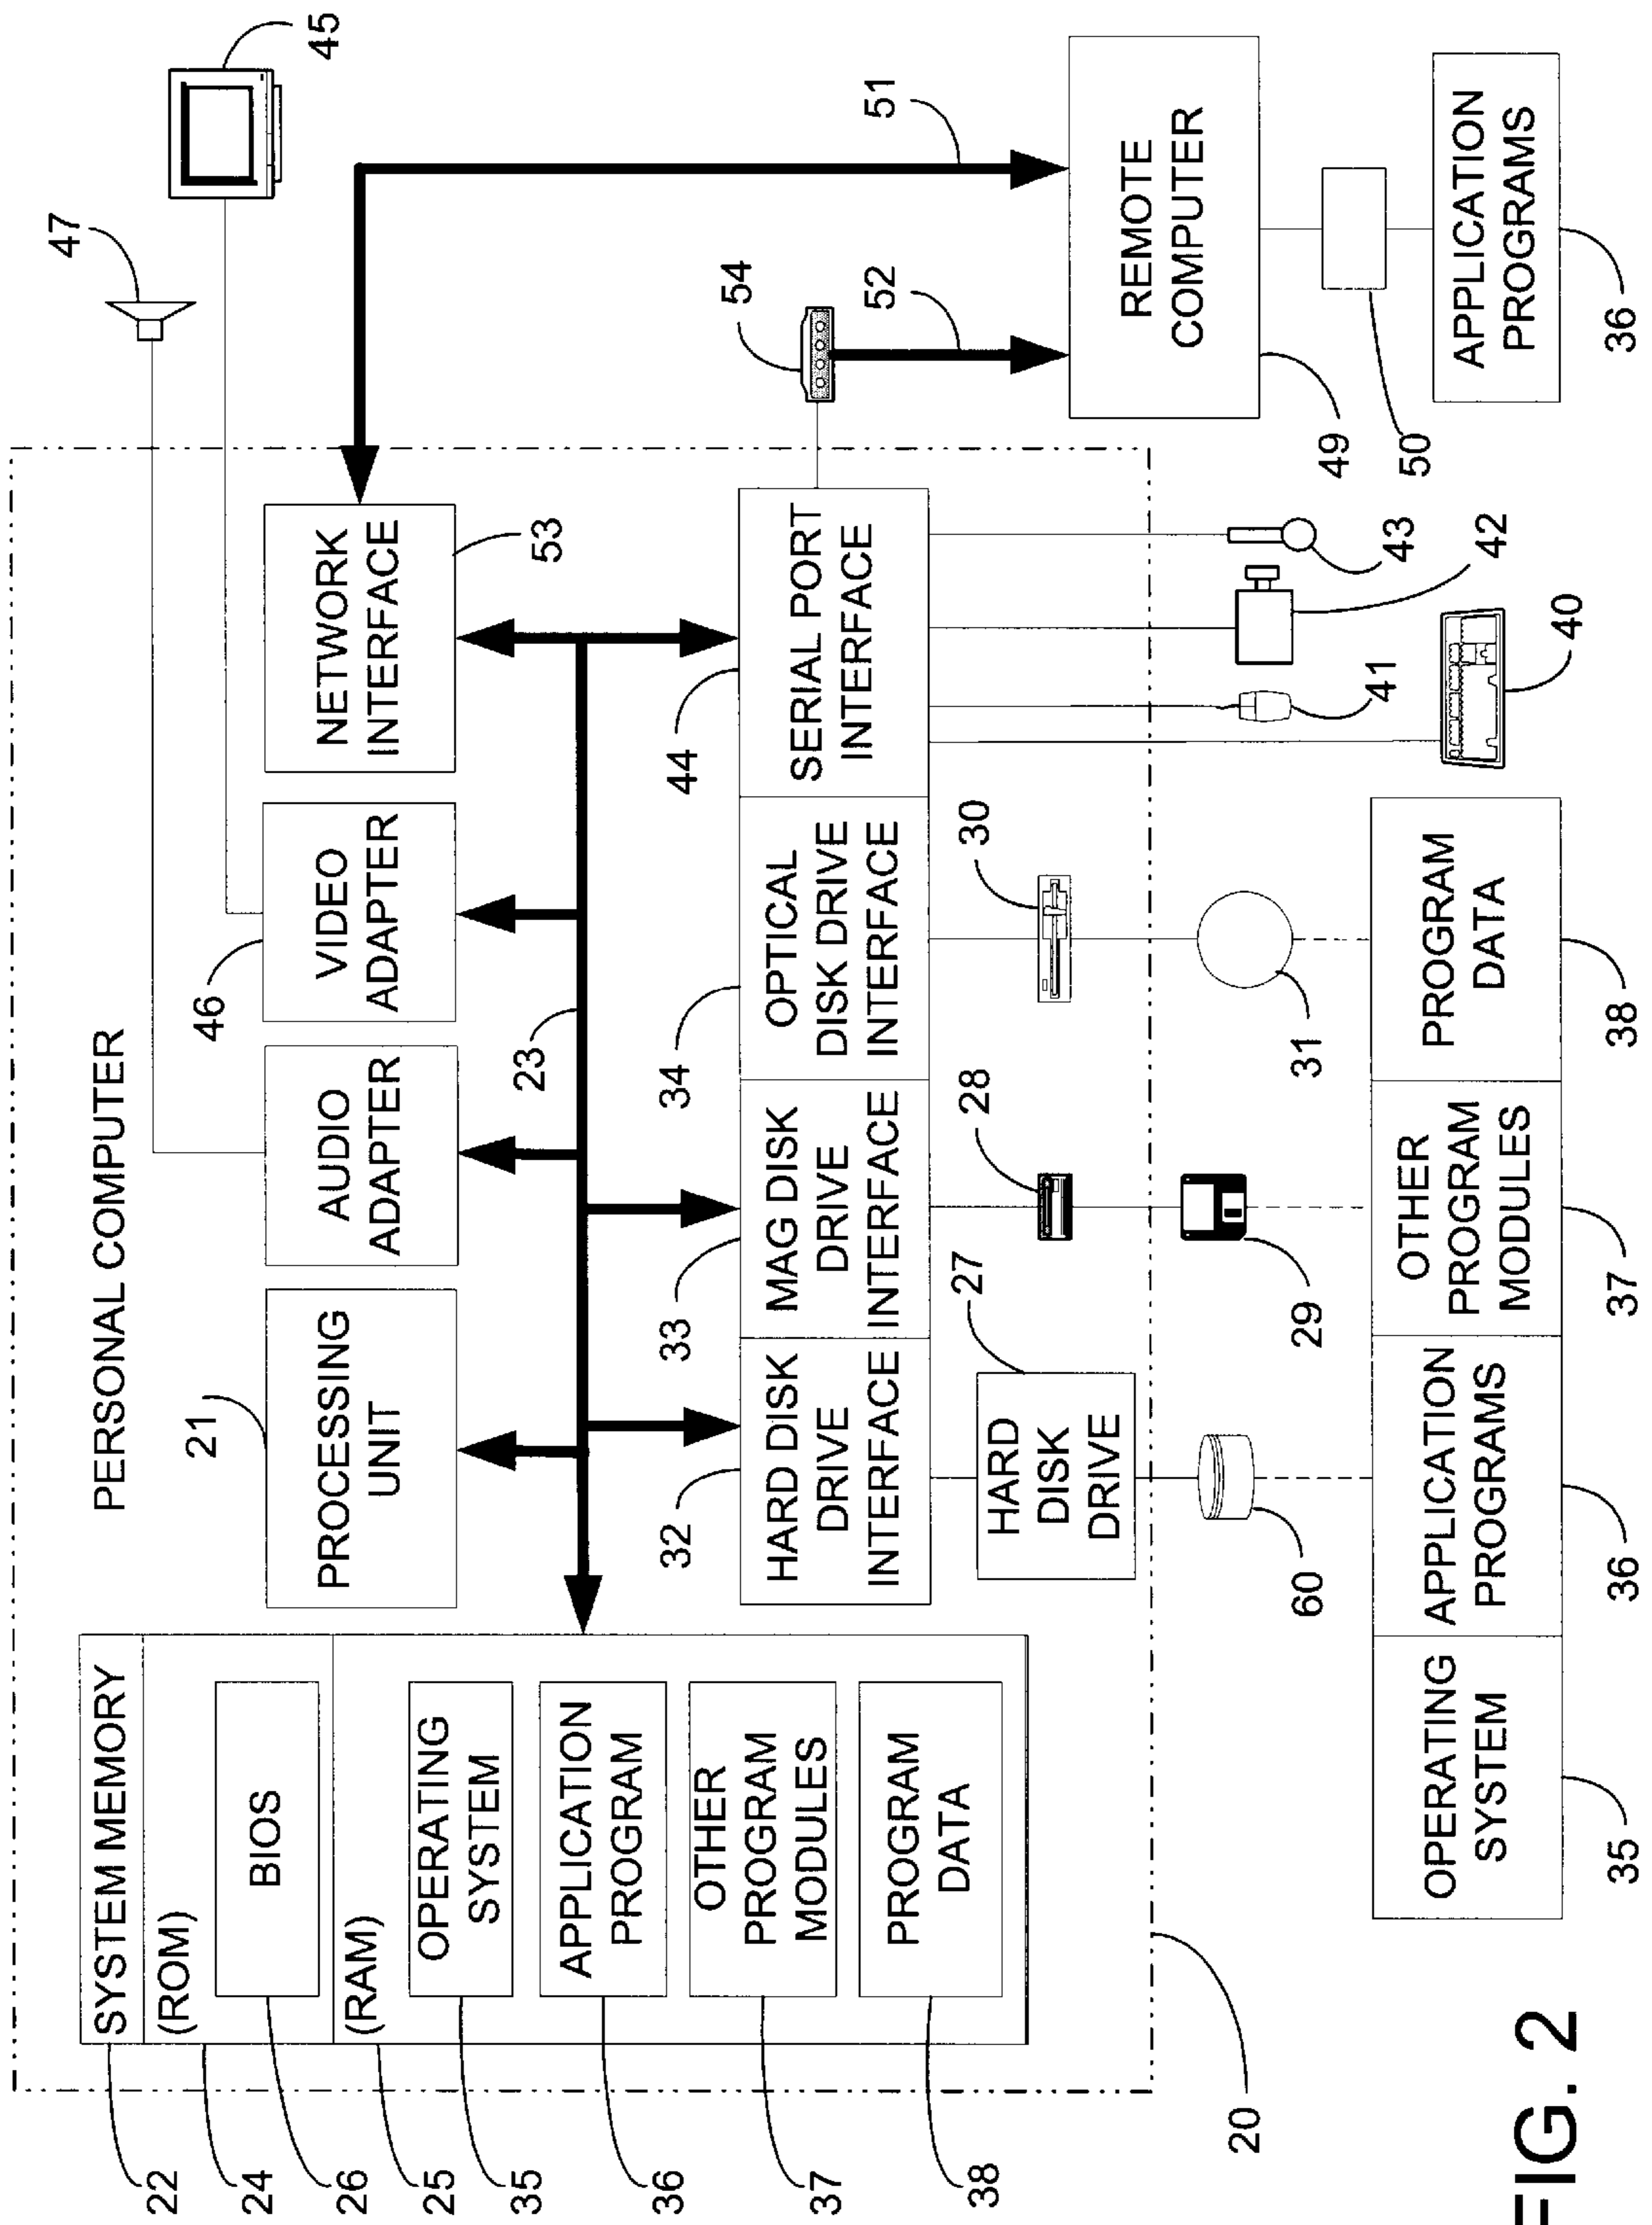 PERSONAL COMPUTER
47
45
22
24
26
25
35
36
37
38
SYSTEM MEMORY
(ROM)
BIOS
(RAM)
OPERATING
SYSTEM
APPLICATION
PROGRAM
OTHER
PROGRAM
MODULES
PROGRAM
DATA
21
PROCESSING
UNIT
AUDIO
ADAPTER
46
VIDEO
ADAPTER
NETWORK
INTERFACE
53
23
32
HARD DISK
DRIVE
INTERFACE
33
MAG DISK
DRIVE
INTERFACE
34
OPTICAL
DISK DRIVE
INTERFACE
44
SERIAL PORT
INTERFACE
54
52
51
HARD
DISK
DRIVE
27
28
30
20
60
29
31
41
40
42
43
REMOTE
COMPUTER
49
50
APPLICATION
PROGRAMS
36
OPERATING
SYSTEM
35
APPLICATION
PROGRAMS
36
OTHER
PROGRAM
MODULES
37
PROGRAM
DATA
38
FIG. 2